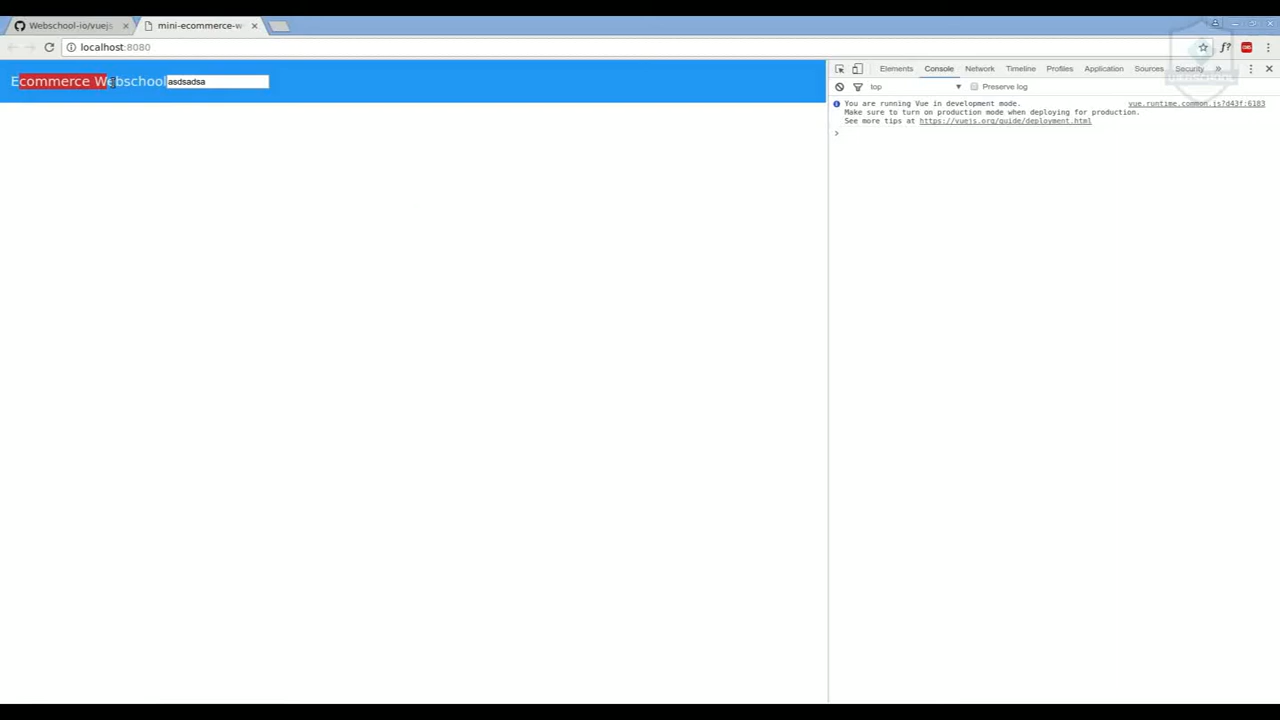 Webschool-io/vuejs
mini-ecommerce-w
localhost:8080
Ecommerce Webschool
asdsadsa
Elements Console Network Timeline Profiles Application Sources Security »
top Preserve log
You are running Vue in development mode. vue.runtime.common.js?d43f:6183
Make sure to turn on production mode when deploying for production.
See more tips at https://vuejs.org/guide/deployment.html